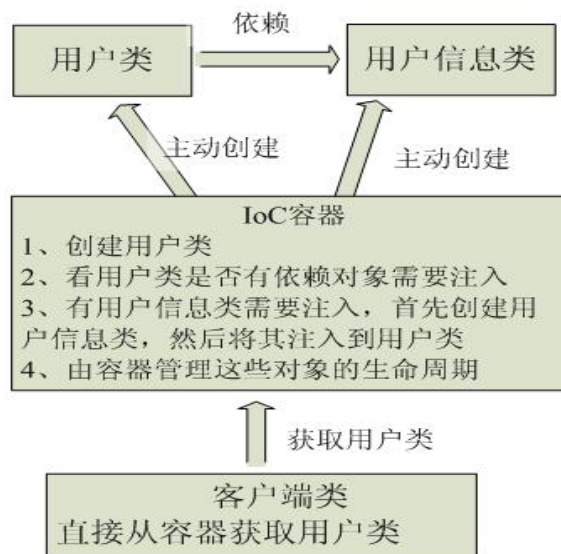 依赖
用户类
用户信息类
主动创建
主动创建
IoC容器
1、创建用户类
2、看用户类是否有依赖对象需要注入
3、有用户信息类需要注入，首先创建用
户信息类，然后将其注入到用户类
4、由容器管理这些对象的生命周期
获取用户类
客户端类
直接从容器获取用户类